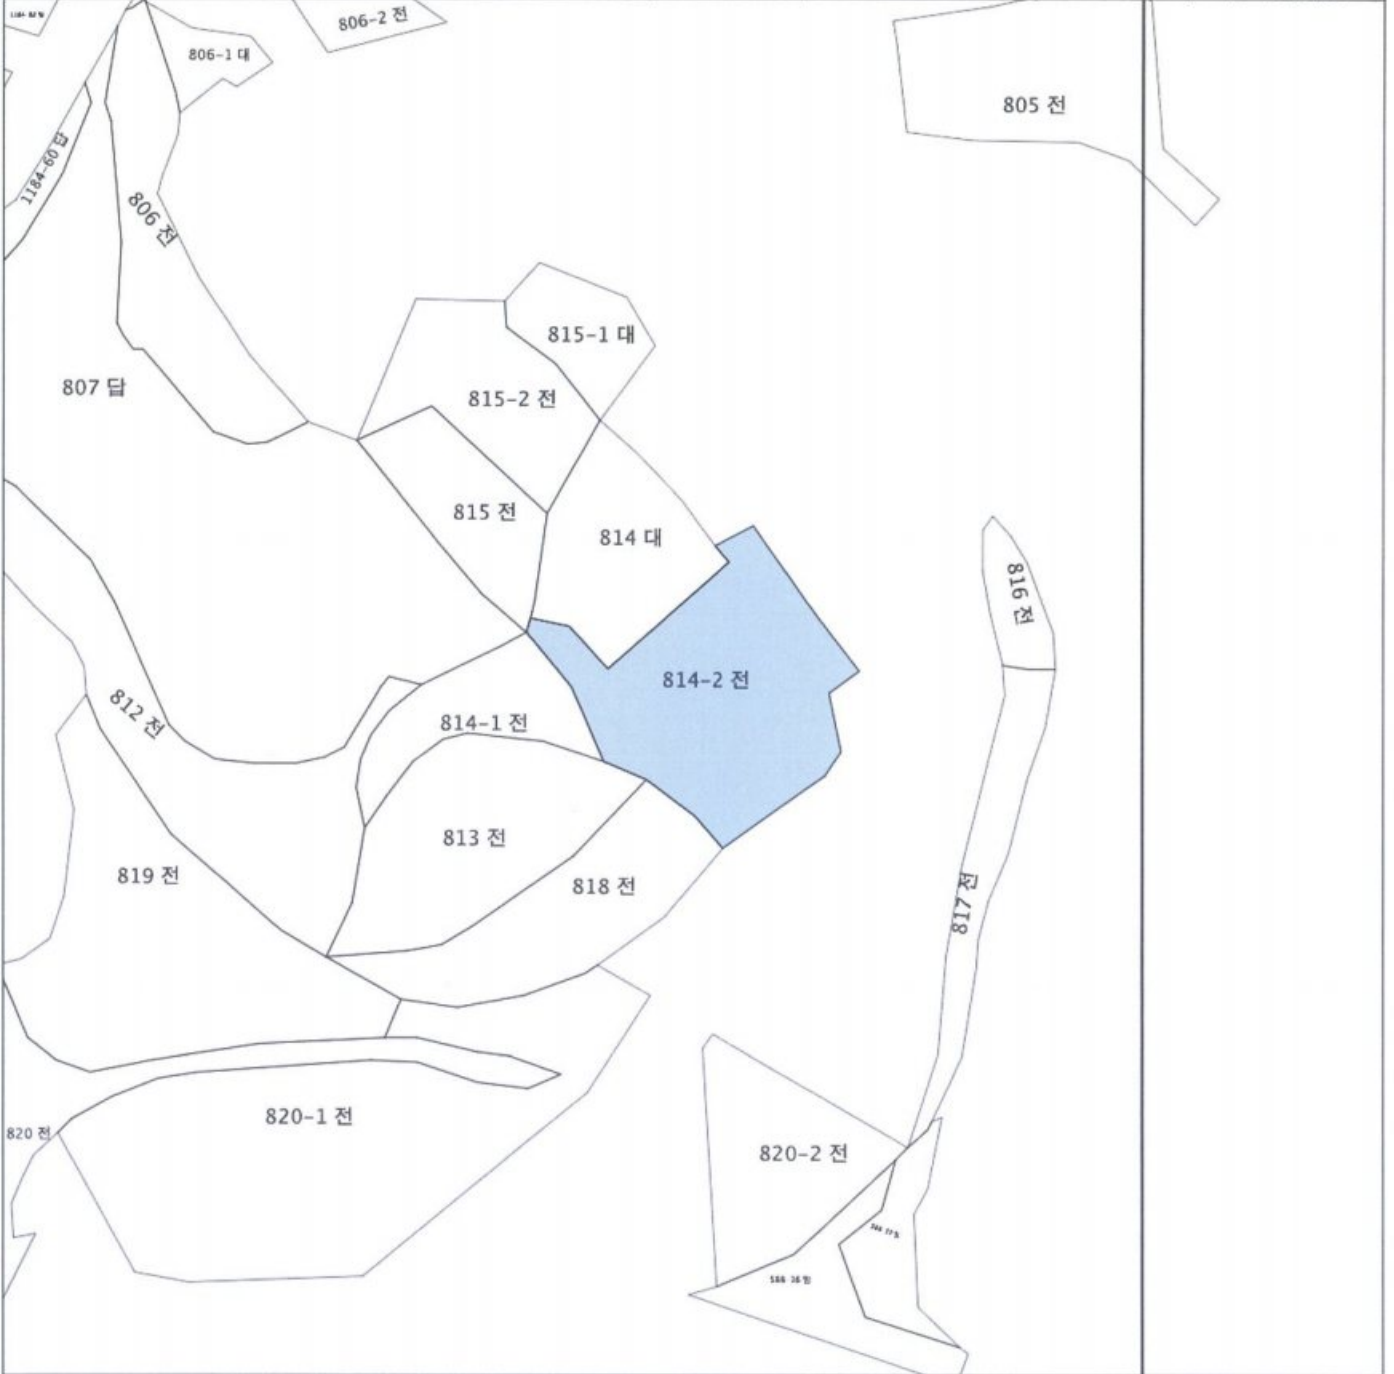 806-2 전
806-1 대
805 전
1184-60 답
806 전
815-1 대
807 답
815-2 전
815 전
814 대
816 전
814-2 전
812 전
814-1 전
813 전
819 전
818 전
817 전
820-1 전
820 전
820-2 전